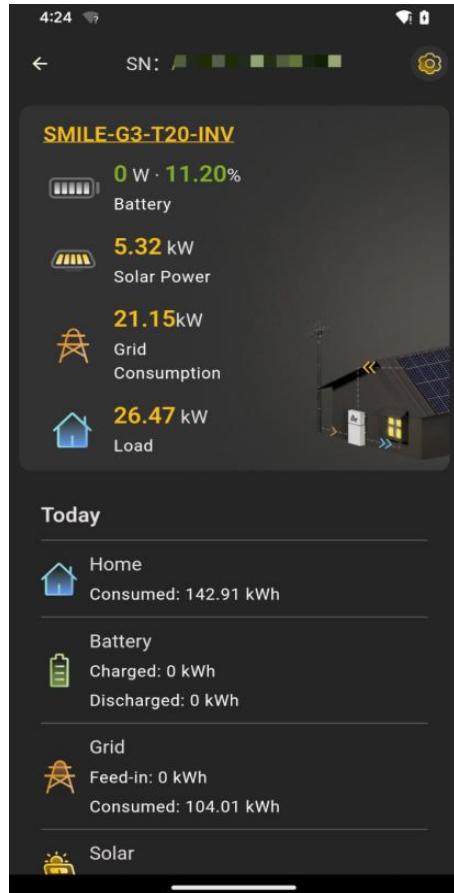 4:24
SN:
SMILE-G3-T20-INV
0 W · 11.20%
Battery
5.32 kW
Solar Power
21.15kW
Grid
Consumption
26.47 kW
Load
Today
Home
Consumed: 142.91 kWh
Battery
Charged: 0 kWh
Discharged: 0 kWh
Grid
Feed-in: 0 kWh
Consumed: 104.01 kWh
Solar